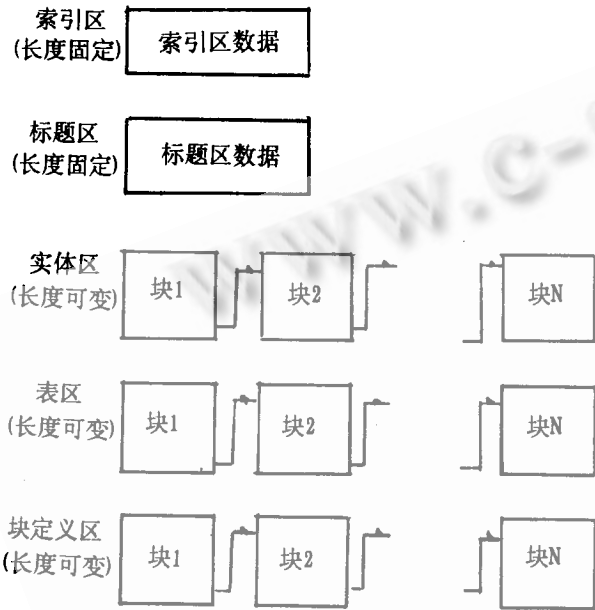 索引区
(长度固定)
索引区数据
标题区
(长度固定)
标题区数据
www.c-
实体区
(长度可变)
块1
块2
块N
表区
(长度可变)
块1
块2
块N
块定义区
(长度可变)
块1
块2
块N